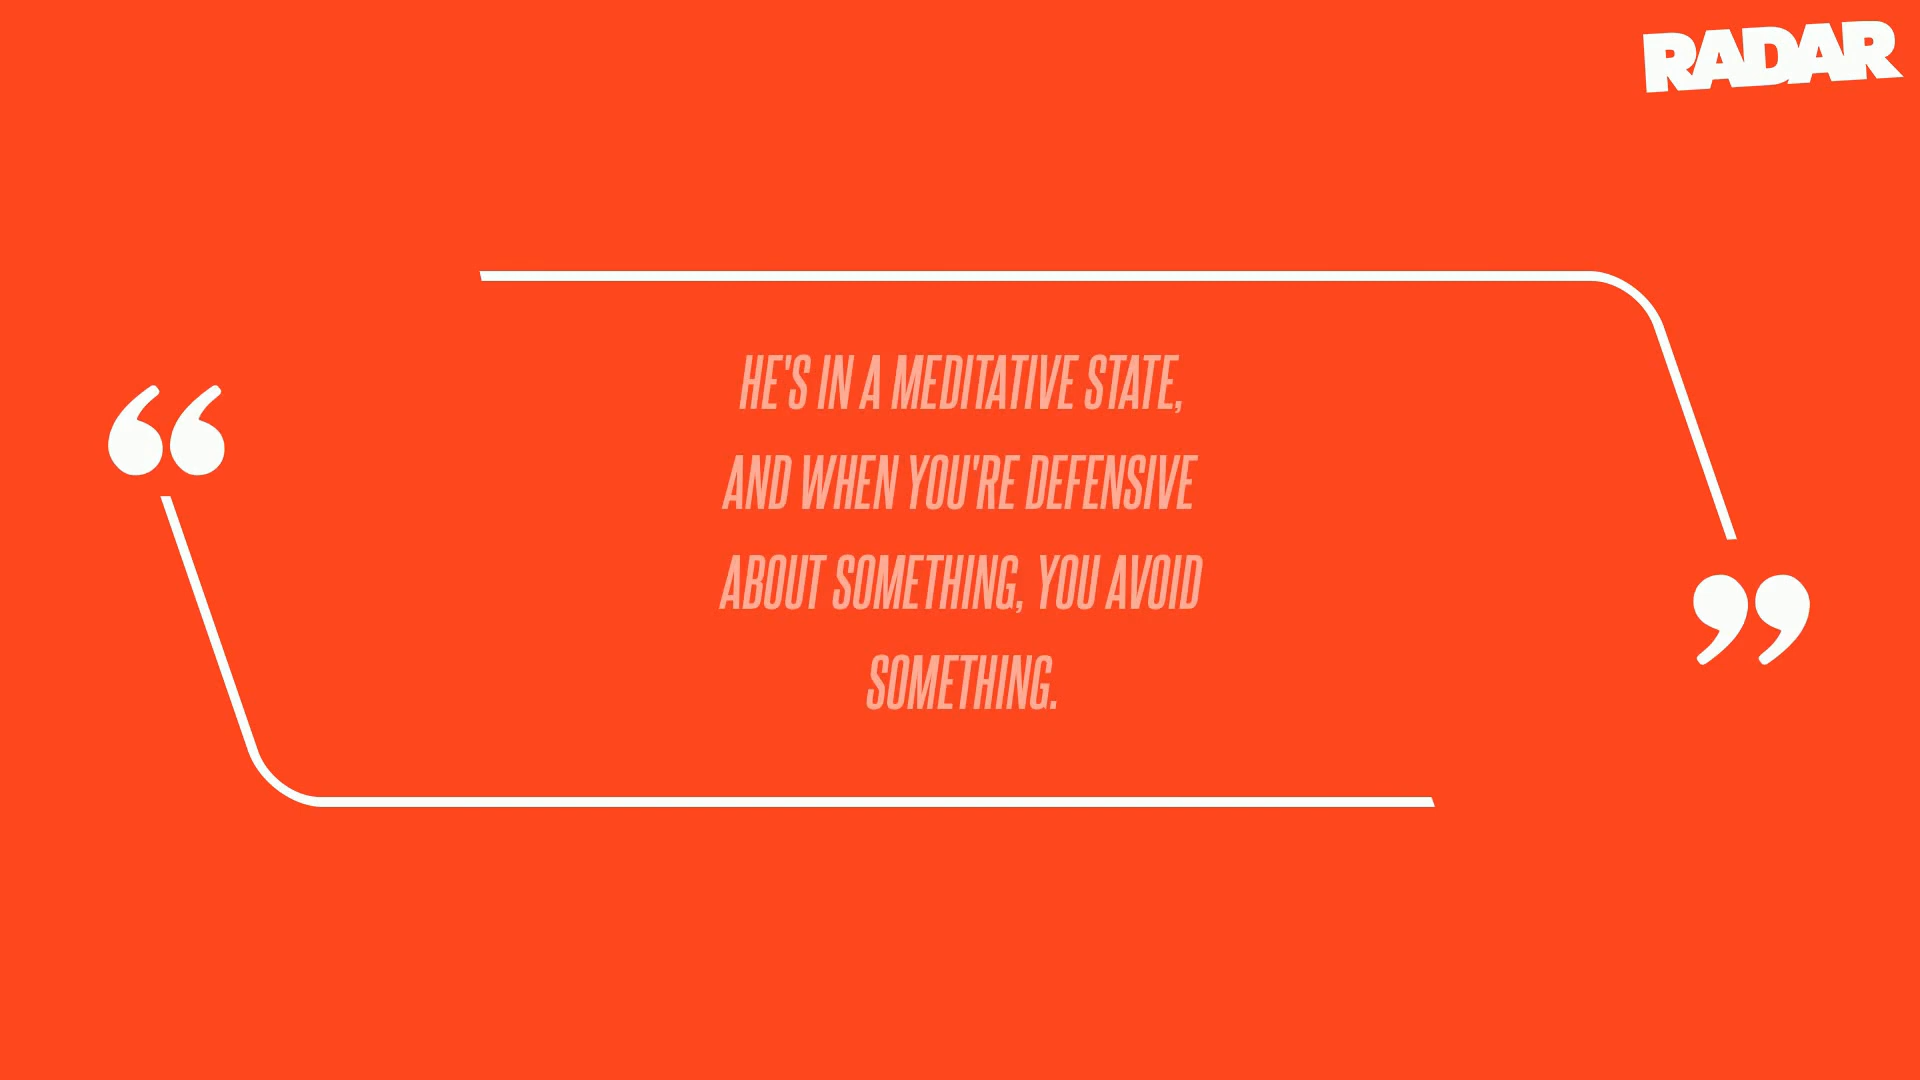 RADAR
“
HE'S IN A MEDITATIVE STATE,
AND WHEN YOU'RE DEFENSIVE
ABOUT SOMETHING, YOU AVOID
SOMETHING.
”